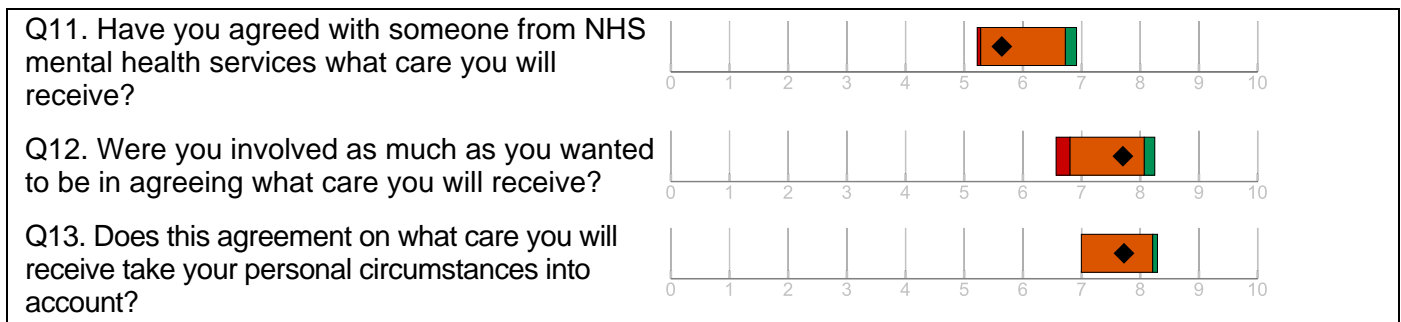 Q11. Have you agreed with someone from NHS
mental health services what care you will
receive?
0 1 2 3 4 5 6 7 8 9 10
Q12. Were you involved as much as you wanted
to be in agreeing what care you will receive?
0 1 2 3 4 5 6 7 8 9 10
Q13. Does this agreement on what care you will
receive take your personal circumstances into
account?
0 1 2 3 4 5 6 7 8 9 10